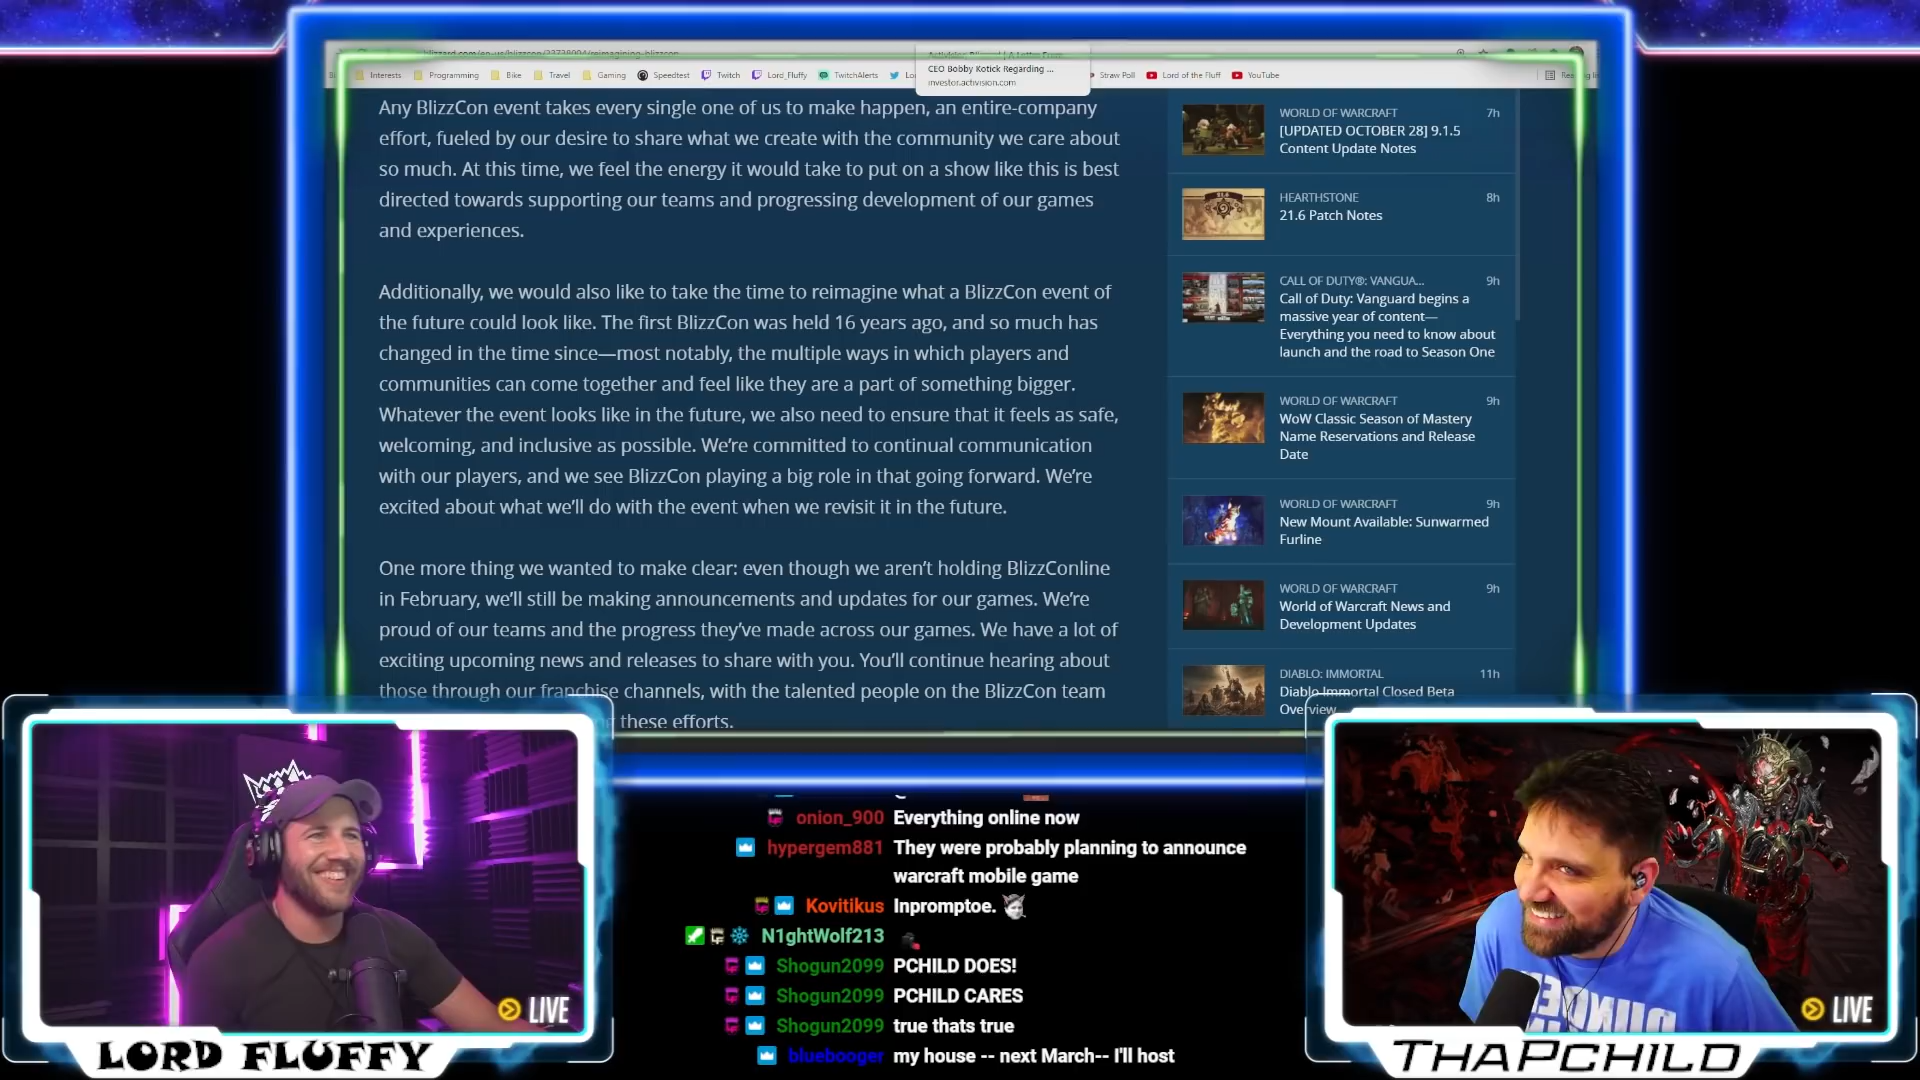 blizzard.com/en-us/blizzcon/23738994/reimagining-blizzcon
CEO Bobby Kotick Regarding ...
investor.activision.com
Interests
Programming
Bike
Travel
Gaming
Speedtest
Twitch
Lord_Fluffy
TwitchAlerts
Straw Poll
Lord of the Fluff
YouTube
Any BlizzCon event takes every single one of us to make happen, an entire-company
effort, fueled by our desire to share what we create with the community we care about
so much. At this time, we feel the energy it would take to put on a show like this is best
directed towards supporting our teams and progressing development of our games
and experiences.
Additionally, we would also like to take the time to reimagine what a BlizzCon event of
the future could look like. The first BlizzCon was held 16 years ago, and so much has
changed in the time since—most notably, the multiple ways in which players and
communities can come together and feel like they are a part of something bigger.
Whatever the event looks like in the future, we also need to ensure that it feels as safe,
welcoming, and inclusive as possible. We're committed to continual communication
with our players, and we see BlizzCon playing a big role in that going forward. We're
excited about what we'll do with the event when we revisit it in the future.
One more thing we wanted to make clear: even though we aren't holding BlizzConline
in February, we'll still be making announcements and updates for our games. We're
proud of our teams and the progress they've made across our games. We have a lot of
exciting upcoming news and releases to share with you. You'll continue hearing about
those through our franchise channels, with the talented people on the BlizzCon team
these efforts.
WORLD OF WARCRAFT 7h
[UPDATED OCTOBER 28] 9.1.5
Content Update Notes
HEARTHSTONE 8h
21.6 Patch Notes
CALL OF DUTY®: VANGUA... 9h
Call of Duty: Vanguard begins a
massive year of content—
Everything you need to know about
launch and the road to Season One
WORLD OF WARCRAFT 9h
WoW Classic Season of Mastery
Name Reservations and Release
Date
WORLD OF WARCRAFT 9h
New Mount Available: Sunwarmed
Furline
WORLD OF WARCRAFT 9h
World of Warcraft News and
Development Updates
DIABLO: IMMORTAL 11h
Diablo Immortal Closed Beta
Overview
onion_900 Everything online now
hypergem881 They were probably planning to announce
warcraft mobile game
Kovitikus Inpromptoe.
N1ghtWolf213
Shogun2099 PCHILD DOES!
Shogun2099 PCHILD CARES
Shogun2099 true thats true
bluebooger my house -- next March-- I'll host
LIVE
LORD FLUFFY
LIVE
THAPCHILD